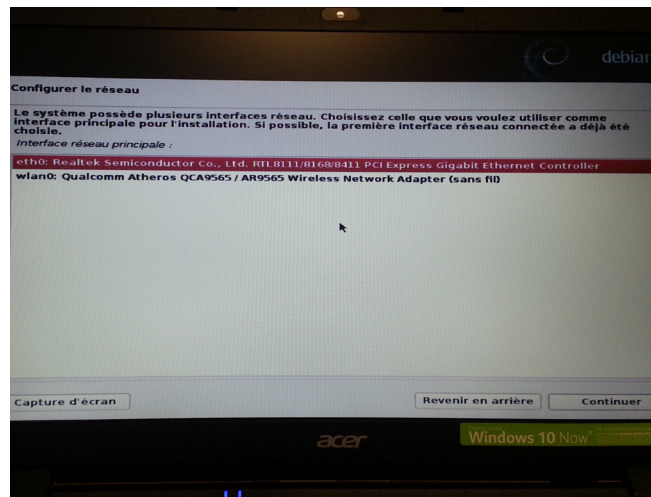 debian
Configurer le réseau
Le système possède plusieurs interfaces réseau. Choisissez celle que vous voulez utiliser comme
interface principale pour l'installation. Si possible, la première interface réseau connectée a déjà été
choisie.
Interface réseau principale :
eth0: Realtek Semiconductor Co., Ltd. RTL8111/8168/8411 PCI Express Gigabit Ethernet Controller
wlan0: Qualcomm Atheros QCA9565 / AR9565 Wireless Network Adapter (sans fil)
Capture d'écran
Revenir en arrière
Continuer
acer
Windows 10 Now